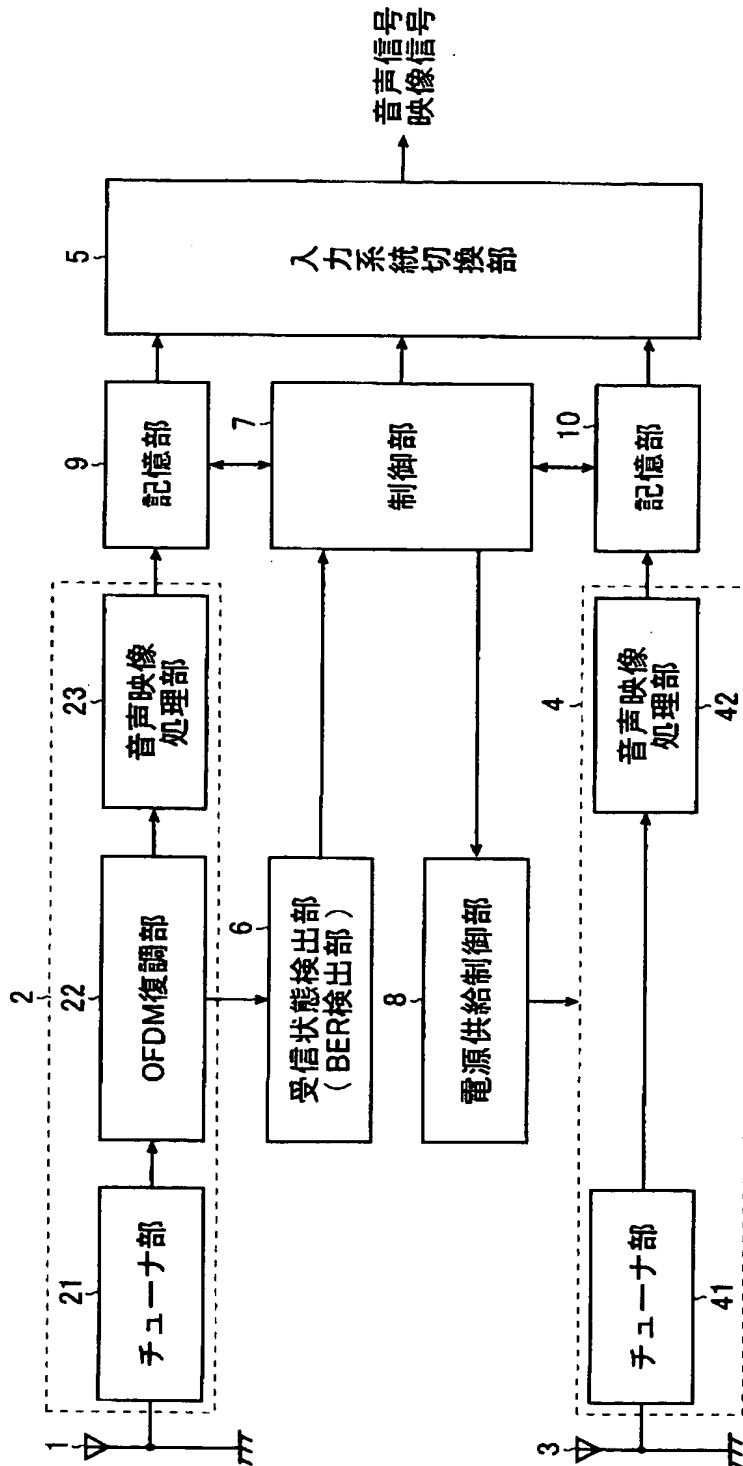 1
2
21
チューナ部
22
OFDM復調部
23
音声映像
処理部
9
記憶部
5
入力系統切換部
音声信号
映像信号
6
受信状態検出部
（BER検出部）
7
制御部
8
電源供給制御部
3
4
41
チューナ部
42
音声映像
処理部
10
記憶部